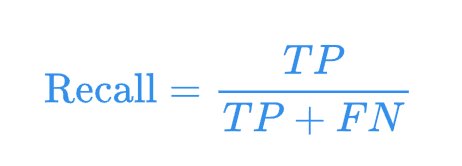 Recall = TP / (TP + FN)